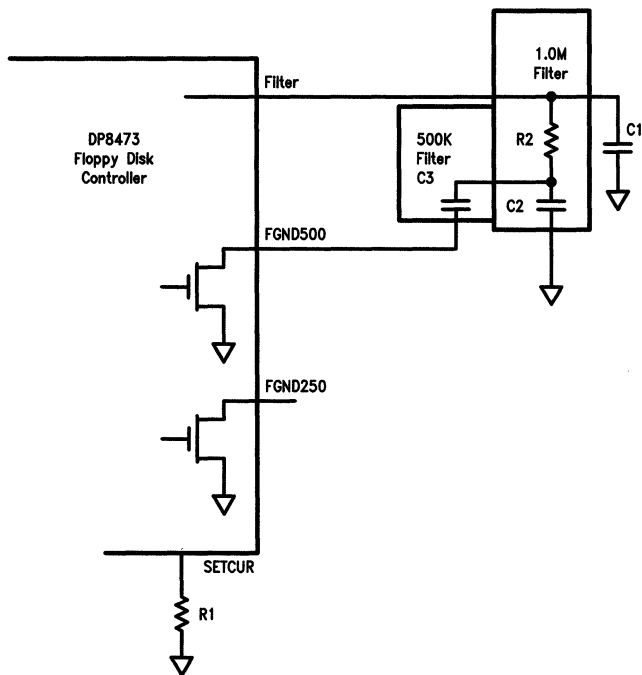 1.0M
Filter
Filter
C1
DP8473
Floppy Disk
Controller
500K
Filter
C3
R2
C2
FGND500
FGND250
SETCUR
R1